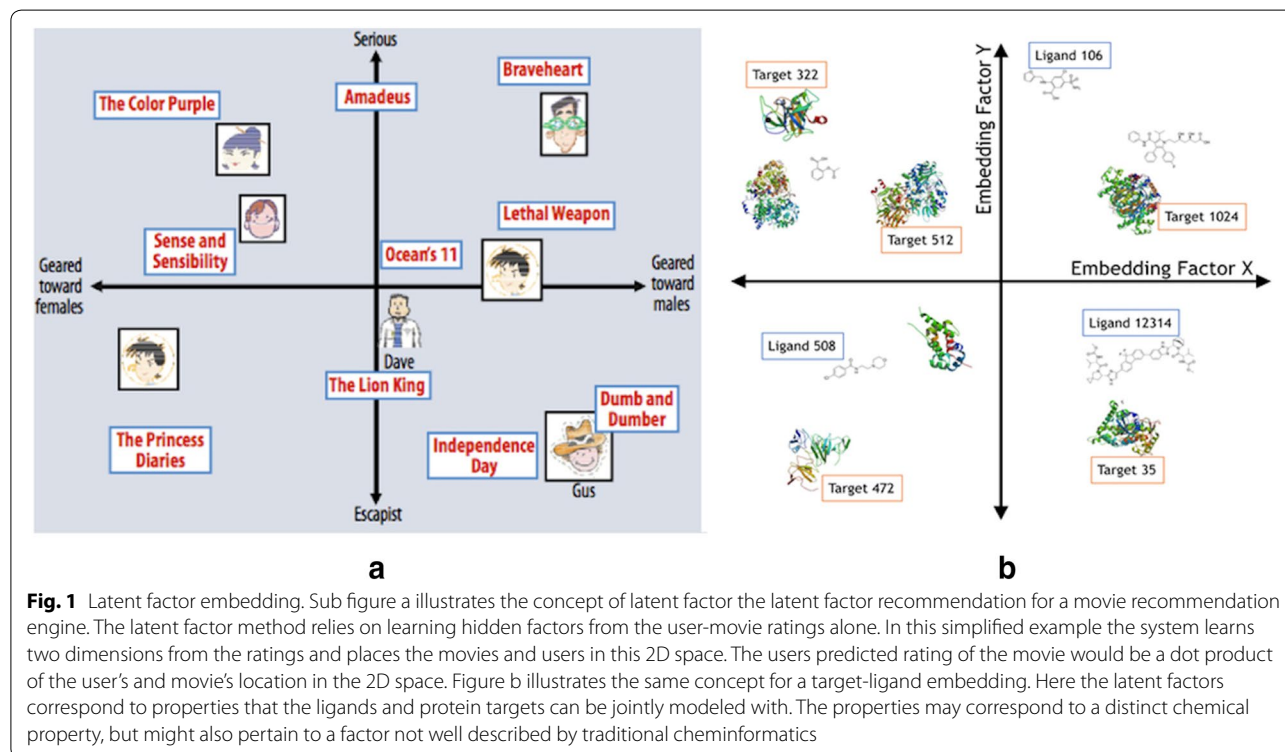 Serious
Braveheart
Amadeus
The Color Purple
Lethal Weapon
Sense and
Sensibility
Ocean's 11
Geared
toward
females
Geared
toward
males
Dave
The Lion King
Dumb and
Dumber
The Princess
Diaries
Independence
Day
Gus
Escapist
a
Embedding Factor Y
Ligand 106
Target 322
Target 512
Target 1024
Embedding Factor X
Ligand 508
Ligand 12314
Target 472
Target 35
b
Fig. 1 Latent factor embedding. Sub figure a illustrates the concept of latent factor the latent factor recommendation for a movie recommendation
engine. The latent factor method relies on learning hidden factors from the user-movie ratings alone. In this simplified example the system learns
two dimensions from the ratings and places the movies and users in this 2D space. The users predicted rating of the movie would be a dot product
of the user's and movie's location in the 2D space. Figure b illustrates the same concept for a target-ligand embedding. Here the latent factors
correspond to properties that the ligands and protein targets can be jointly modeled with. The properties may correspond to a distinct chemical
property, but might also pertain to a factor not well described by traditional cheminformatics